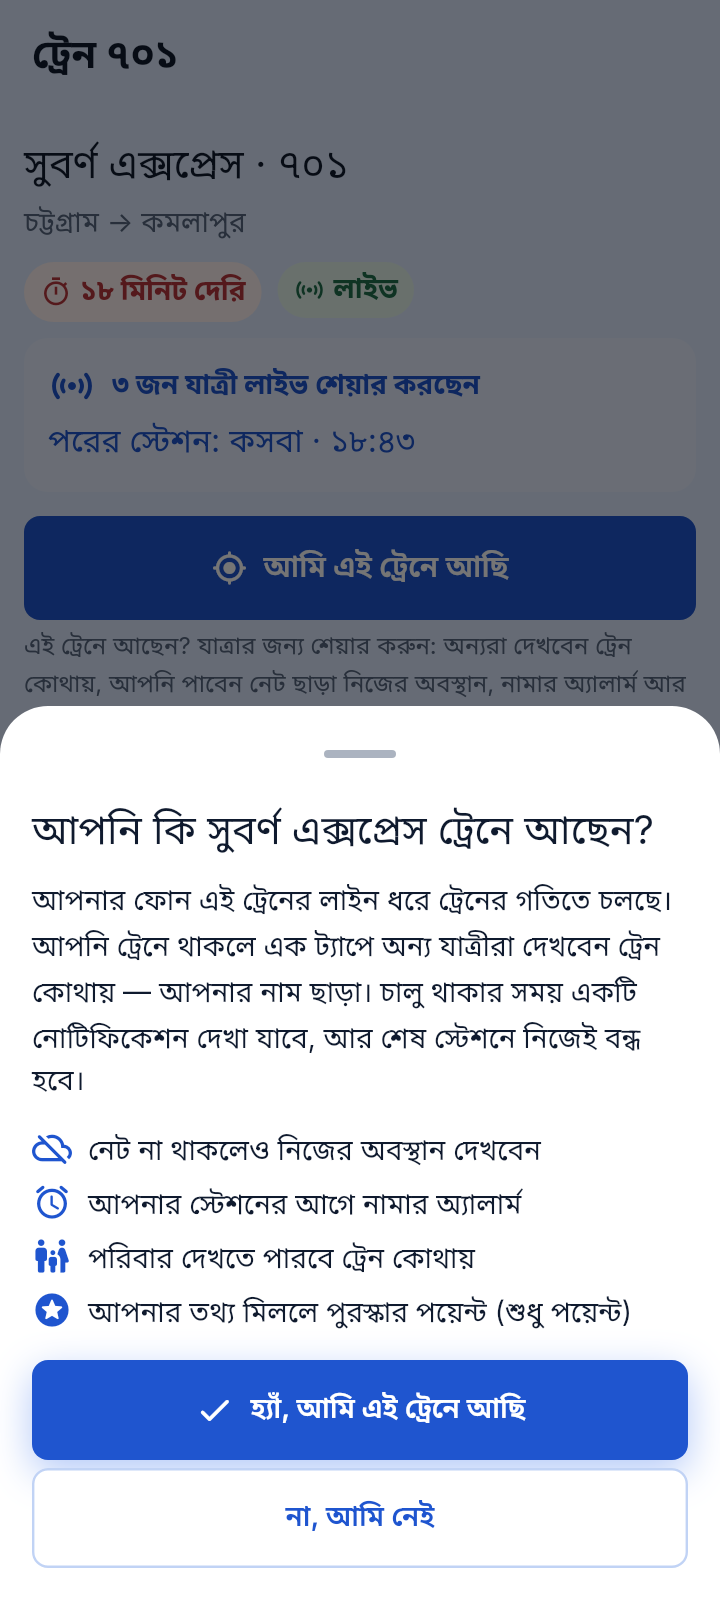 ট্রেন ৭০১
সুবর্ণ এক্সপ্রেস · ৭০১
চট্টগ্রাম → কমলাপুর
১৮ মিনিট দেরি
লাইভ
৩ জন যাত্রী লাইভ শেয়ার করছেন
পরের স্টেশন: কসবা · ১৮:৪৩
আমি এই ট্রেনে আছি
এই ট্রেনে আছেন? যাত্রার জন্য শেয়ার করুন: অন্যরা দেখবেন ট্রেন
কোথায়, আপনি পাবেন নেট ছাড়া নিজের অবস্থান, নামার অ্যালার্ম আর
আপনি কি সুবর্ণ এক্সপ্রেস ট্রেনে আছেন?
আপনার ফোন এই ট্রেনের লাইন ধরে ট্রেনের গতিতে চলছে।
আপনি ট্রেনে থাকলে এক ট্যাপে অন্য যাত্রীরা দেখবেন ট্রেন
কোথায় — আপনার নাম ছাড়া। চালু থাকার সময় একটি
নোটিফিকেশন দেখা যাবে, আর শেষ স্টেশনে নিজেই বন্ধ
হবে।
নেট না থাকলেও নিজের অবস্থান দেখবেন
আপনার স্টেশনের আগে নামার অ্যালার্ম
পরিবার দেখতে পারবে ট্রেন কোথায়
আপনার তথ্য মিললে পুরস্কার পয়েন্ট (শুধু পয়েন্ট)
হ্যাঁ, আমি এই ট্রেনে আছি
না, আমি নেই